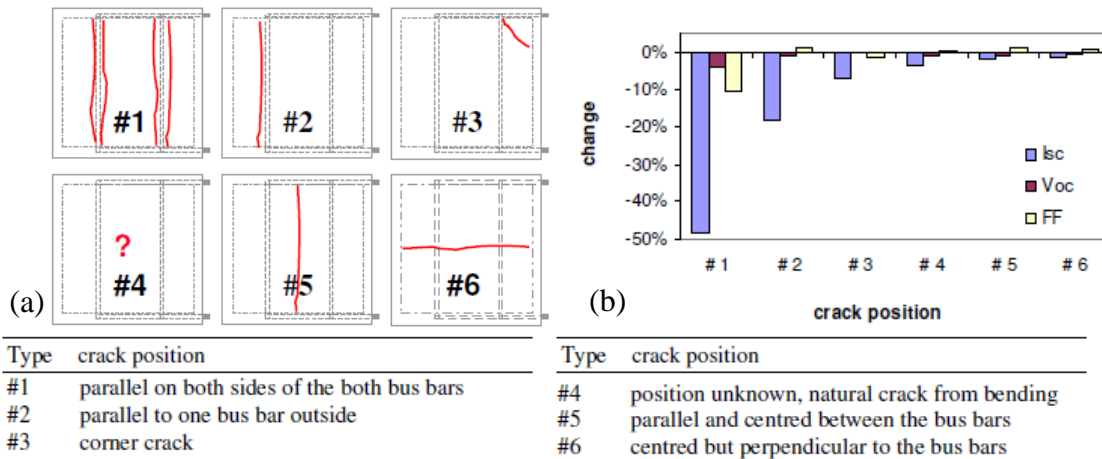 #1
#2
#3
#4
?
#5
#6
(a)
0%
-10%
-20%
-30%
-40%
-50%
change
Isc
Voc
FF
# 1
# 2
# 3
# 4
# 5
# 6
crack position
(b)
Type crack position
#1 parallel on both sides of the both bus bars
#2 parallel to one bus bar outside
#3 corner crack
Type crack position
#4 position unknown, natural crack from bending
#5 parallel and centred between the bus bars
#6 centred but perpendicular to the bus bars